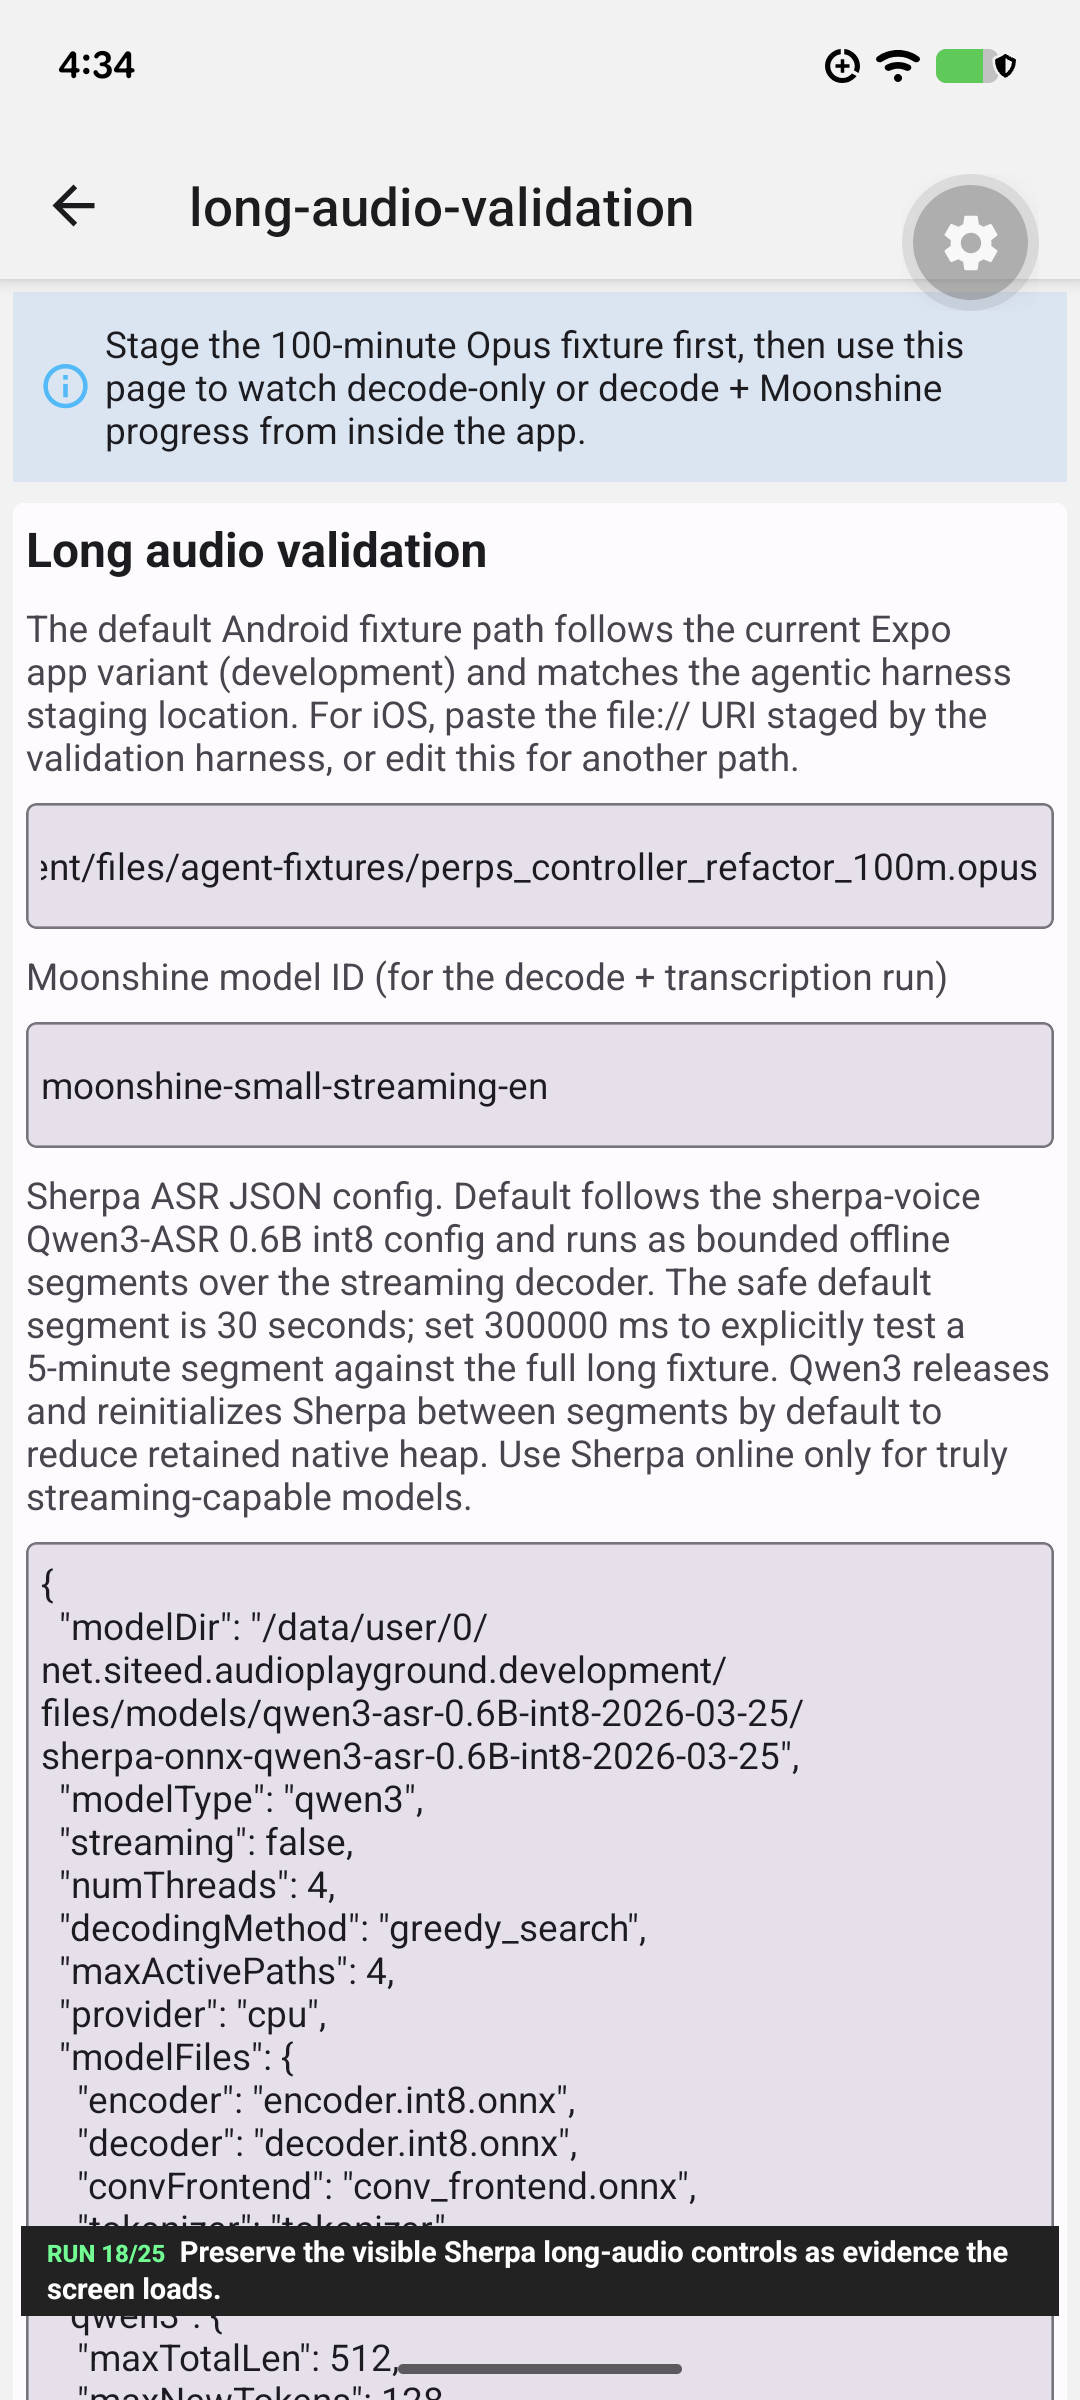 4:34
long-audio-validation
Stage the 100-minute Opus fixture first, then use this
page to watch decode-only or decode + Moonshine
progress from inside the app.
Long audio validation
The default Android fixture path follows the current Expo
app variant (development) and matches the agentic harness
staging location. For iOS, paste the file:// URI staged by the
validation harness, or edit this for another path.
ent/files/agent-fixtures/perps_controller_refactor_100m.opus
Moonshine model ID (for the decode + transcription run)
moonshine-small-streaming-en
Sherpa ASR JSON config. Default follows the sherpa-voice
Qwen3-ASR 0.6B int8 config and runs as bounded offline
segments over the streaming decoder. The safe default
segment is 30 seconds; set 300000 ms to explicitly test a
5-minute segment against the full long fixture. Qwen3 releases
and reinitializes Sherpa between segments by default to
reduce retained native heap. Use Sherpa online only for truly
streaming-capable models.
{
"modelDir": "/data/user/0/
net.siteed.audioplayground.development/
files/models/qwen3-asr-0.6B-int8-2026-03-25/
sherpa-onnx-qwen3-asr-0.6B-int8-2026-03-25",
"modelType": "qwen3",
"streaming": false,
"numThreads": 4,
"decodingMethod": "greedy_search",
"maxActivePaths": 4,
"provider": "cpu",
"modelFiles": {
"encoder": "encoder.int8.onnx",
"decoder": "decoder.int8.onnx",
"convFrontend": "conv_frontend.onnx",
"tokenizer": "tokenizer"
RUN 18/25 Preserve the visible Sherpa long-audio controls as evidence the
screen loads.
"qwen3": {
"maxTotalLen": 512,
"maxNewTokens": 128